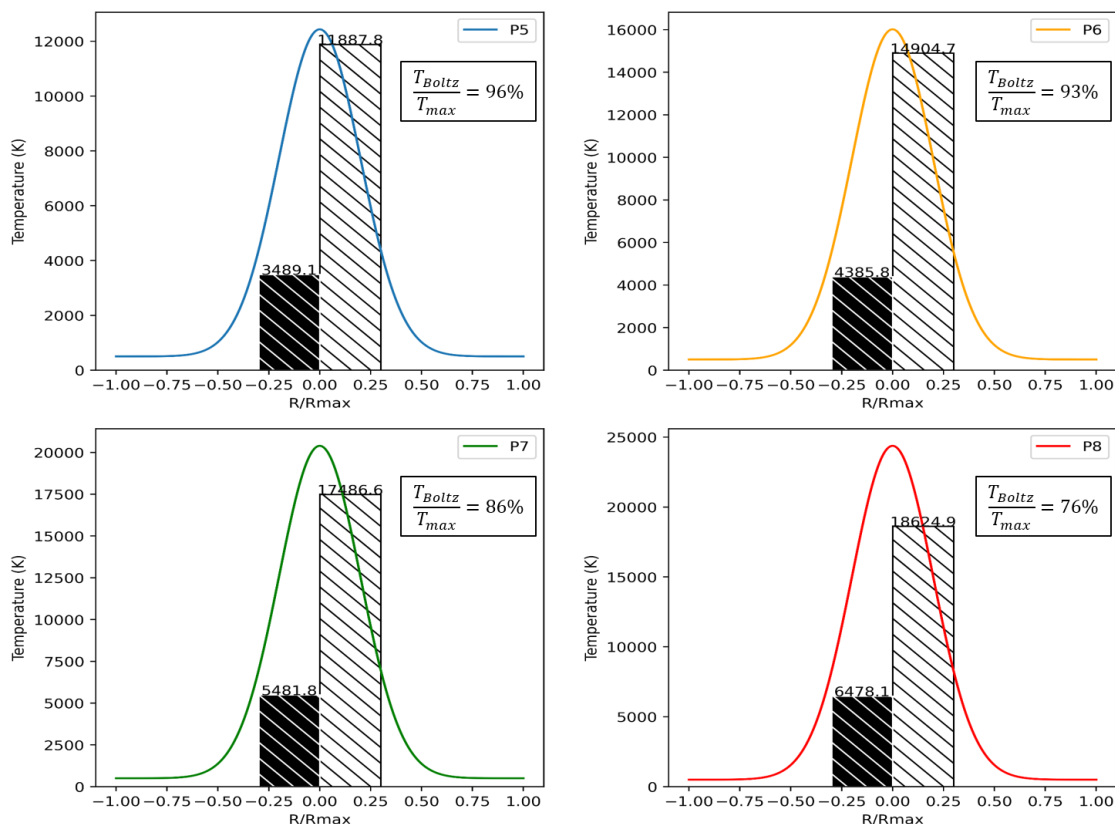 P5
11887.8
3489.1
T_Boltz
T_max
= 96%
Temperature (K)
12000
10000
8000
6000
4000
2000
0
−1.00 −0.75 −0.50 −0.25 0.00 0.25 0.50 0.75 1.00
R/Rmax
P6
14904.7
4385.8
T_Boltz
T_max
= 93%
Temperature (K)
16000
14000
12000
10000
8000
6000
4000
2000
0
−1.00 −0.75 −0.50 −0.25 0.00 0.25 0.50 0.75 1.00
R/Rmax
P7
17486.6
5481.8
T_Boltz
T_max
= 86%
Temperature (K)
20000
17500
15000
12500
10000
7500
5000
2500
0
−1.00 −0.75 −0.50 −0.25 0.00 0.25 0.50 0.75 1.00
R/Rmax
P8
18624.9
6478.1
T_Boltz
T_max
= 76%
Temperature (K)
25000
20000
15000
10000
5000
0
−1.00 −0.75 −0.50 −0.25 0.00 0.25 0.50 0.75 1.00
R/Rmax